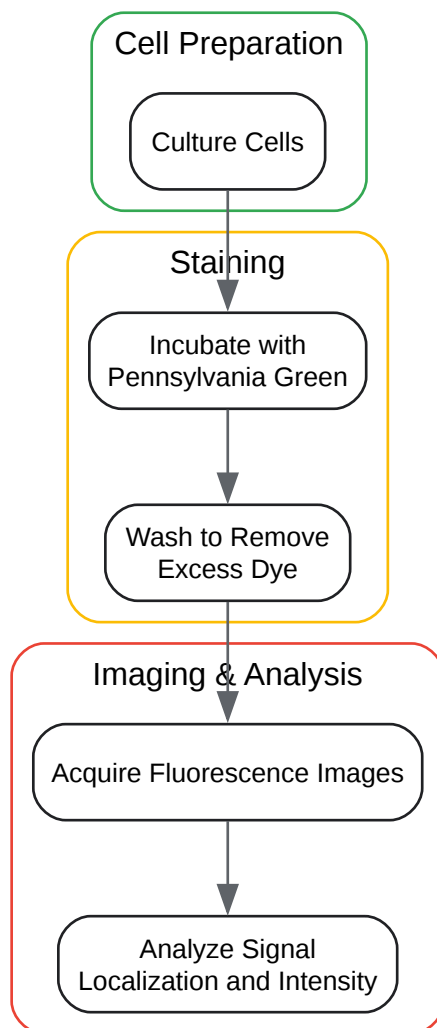 Cell Preparation
Culture Cells
Staining
Incubate with
Pennsylvania Green
Wash to Remove
Excess Dye
Imaging & Analysis
Acquire Fluorescence Images
Analyze Signal
Localization and Intensity